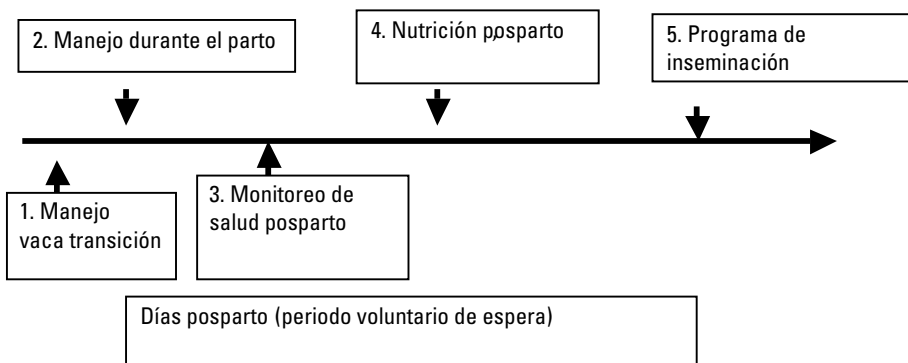 2. Manejo durante el parto
4. Nutrición posparto
5. Programa de
inseminación
1. Manejo
vaca transición
3. Monitoreo de
salud posparto
Días posparto (periodo voluntario de espera)